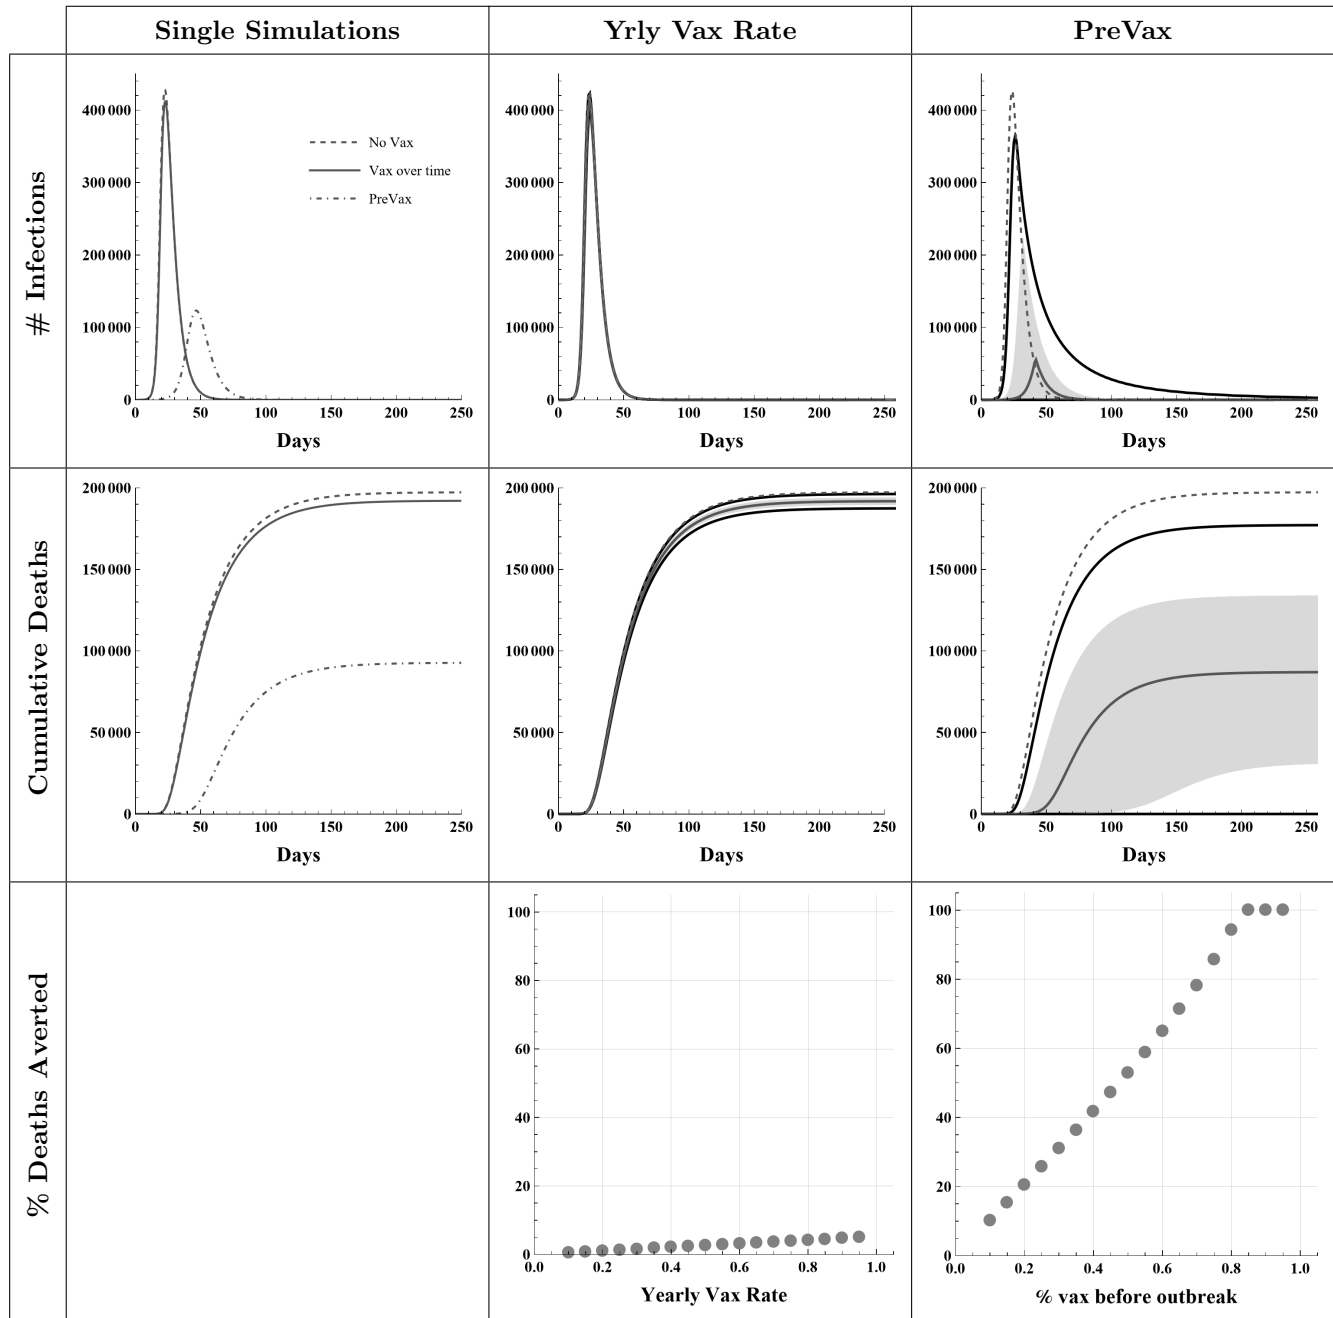 Single Simulations
Yrly Vax Rate
PreVax
# Infections
400 000
300 000
200 000
100 000
0
0 50 100 150 200 250
Days
No Vax
Vax over time
PreVax
400 000
300 000
200 000
100 000
0
0 50 100 150 200 250
Days
400 000
300 000
200 000
100 000
0
0 50 100 150 200 250
Days
Cumulative Deaths
200 000
150 000
100 000
50 000
0
0 50 100 150 200 250
Days
200 000
150 000
100 000
50 000
0
0 50 100 150 200 250
Days
200 000
150 000
100 000
50 000
0
0 50 100 150 200 250
Days
% Deaths Averted
100
80
60
40
20
0
0.0 0.2 0.4 0.6 0.8 1.0
Yearly Vax Rate
100
80
60
40
20
0
0.0 0.2 0.4 0.6 0.8 1.0
% vax before outbreak